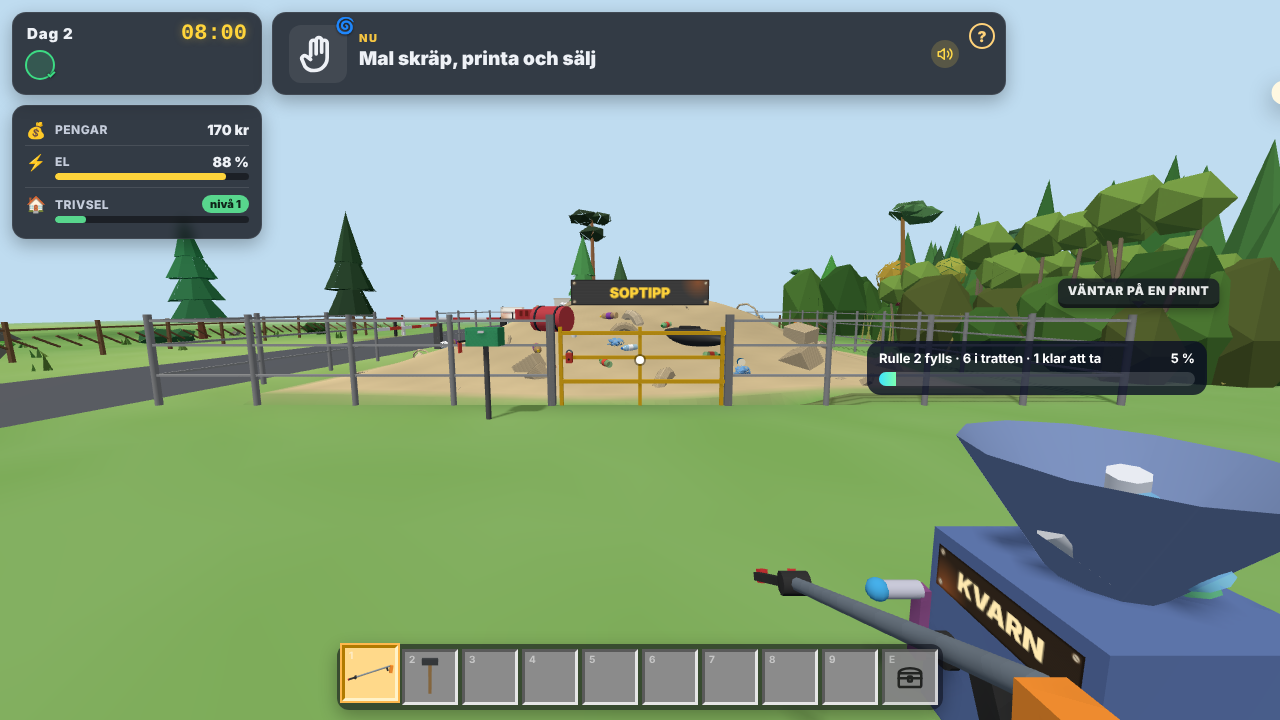 Dag 2
08:00
NU
Mal skräp, printa och sälj
?
PENGAR
170 kr
EL
88 %
TRIVSEL
nivå 1
SOPTIPP
VÄNTAR PÅ EN PRINT
Rulle 2 fylls · 6 i tratten · 1 klar att ta
5 %
KVARN
1
2
3
4
5
6
7
8
9
E